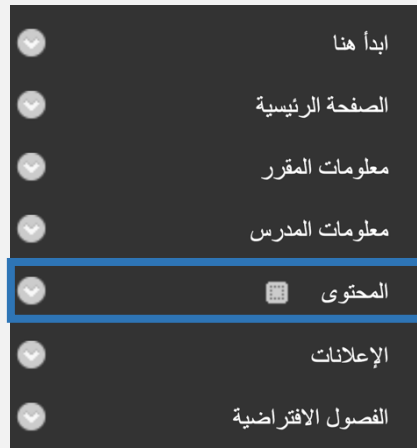 ابدأ هنا
الصفحة الرئيسية
معلومات المقرر
معلومات المدرس
المحتوى
الإعلانات
الفصول الافتراضية